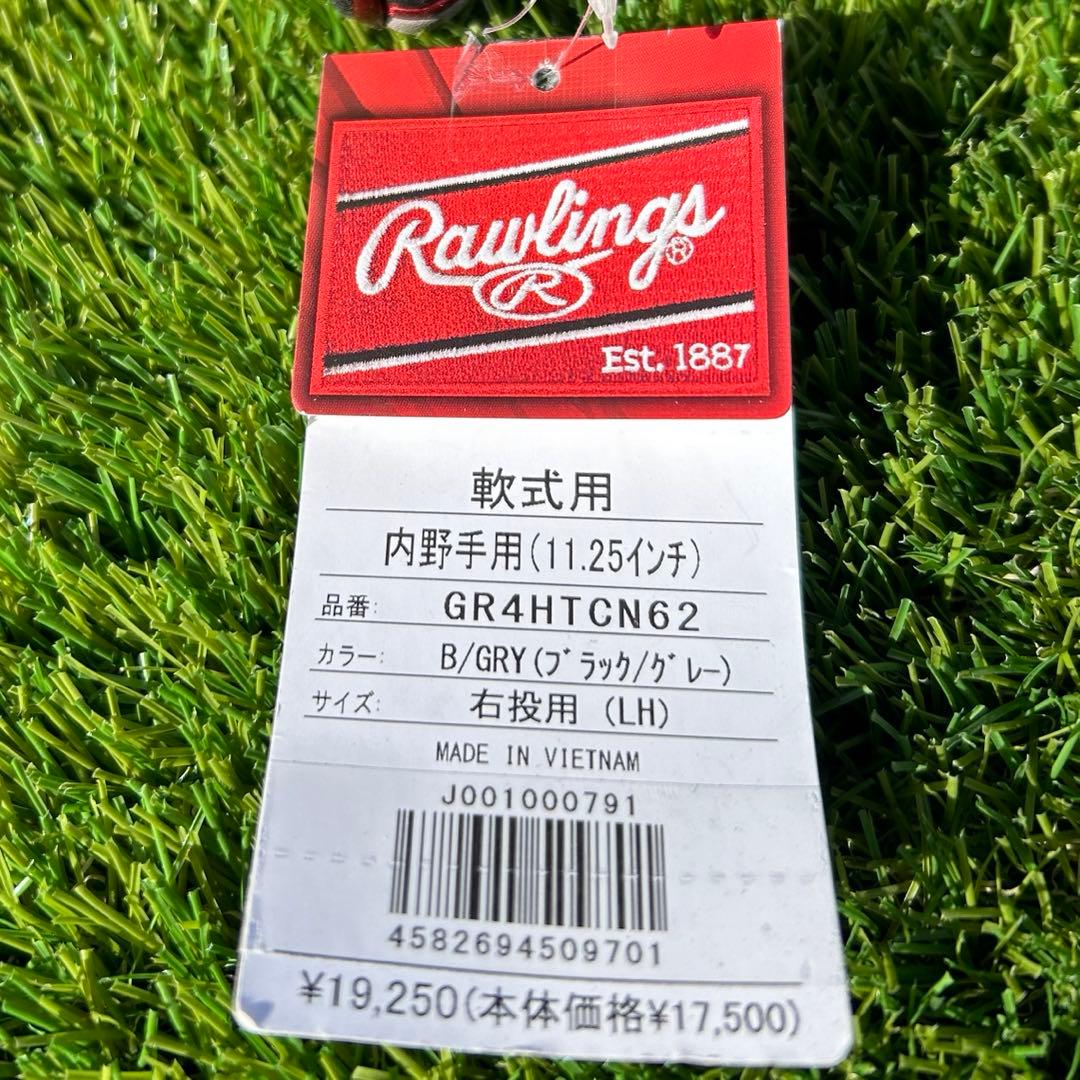 Rawlings®
R
Est. 1887
軟式用
内野手用(11.25インチ)
品番: GR4HTCN62
カラー: B/GRY(ブラック/グレー)
サイズ: 右投用 (LH)
MADE IN VIETNAM
J001000791
4582694509701
¥19,250(本体価格¥17,500)